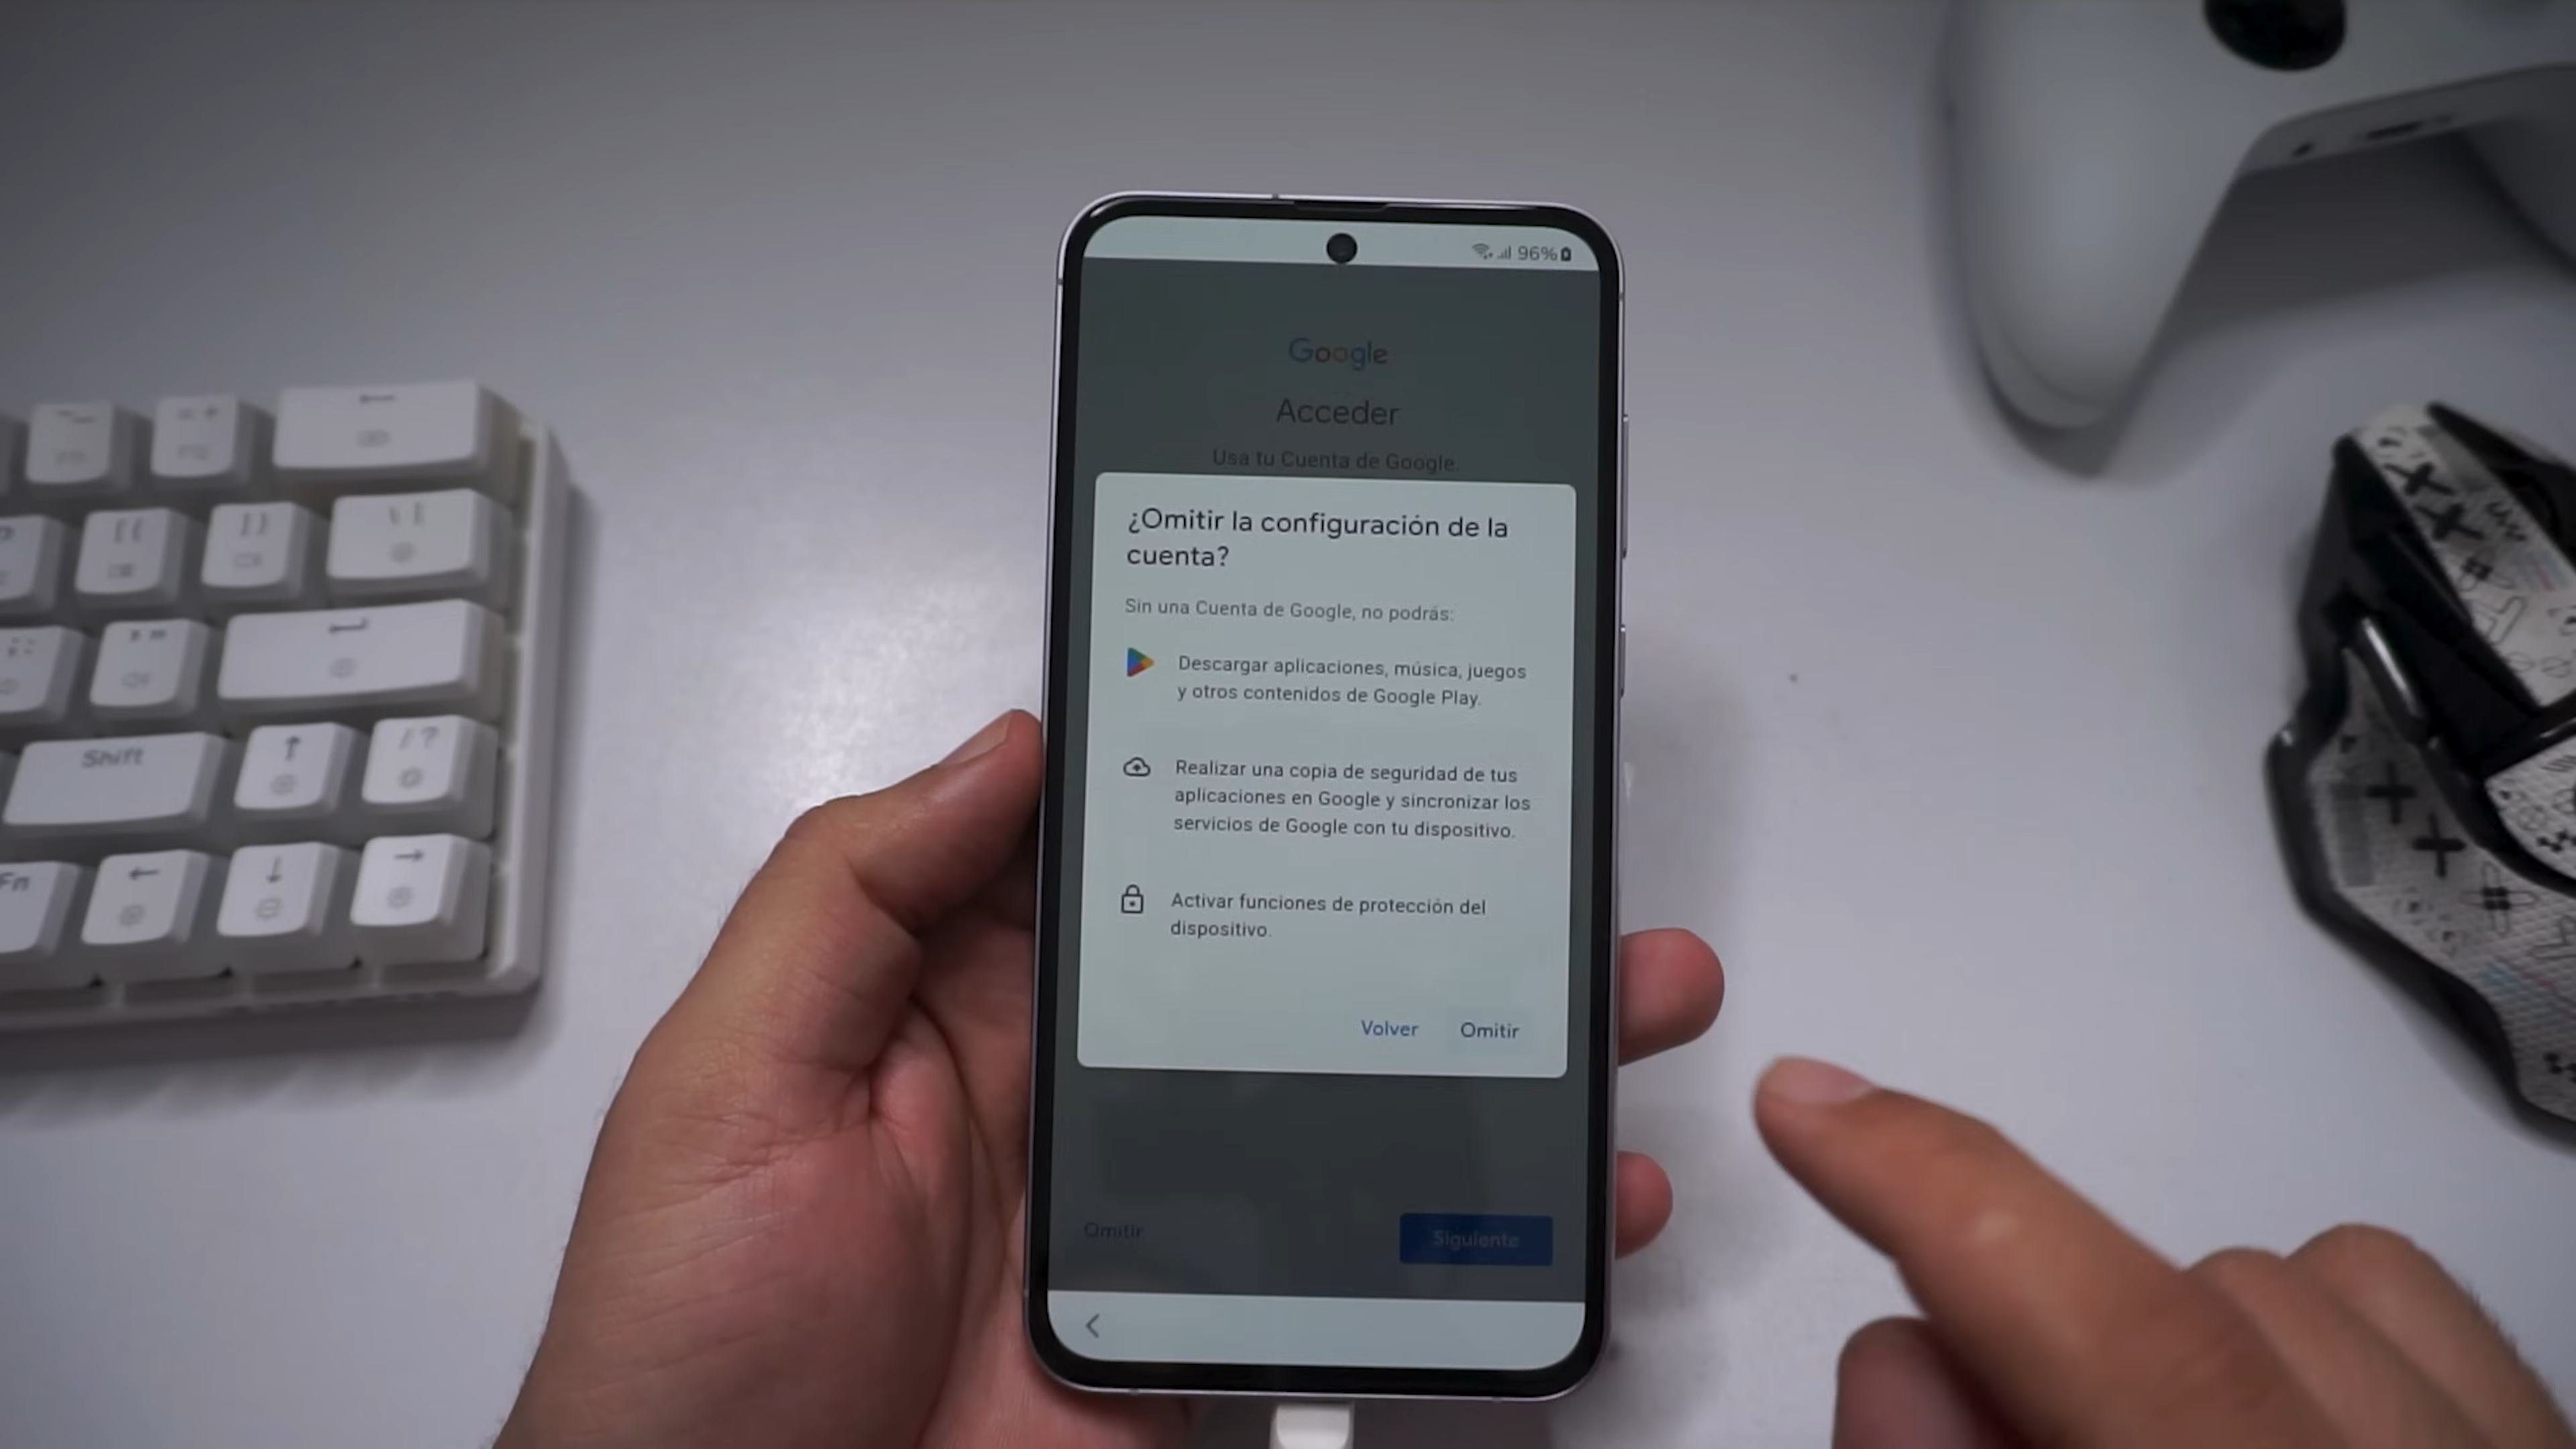 96%
Google
Acceder
Usa tu Cuenta de Google.
¿Omitir la configuración de la
cuenta?
Sin una Cuenta de Google, no podrás:
Descargar aplicaciones, música, juegos
y otros contenidos de Google Play.
Realizar una copia de seguridad de tus
aplicaciones en Google y sincronizar los
servicios de Google con tu dispositivo.
Activar funciones de protección del
dispositivo.
Volver Omitir
Omitir Siguiente
Shift
Fn